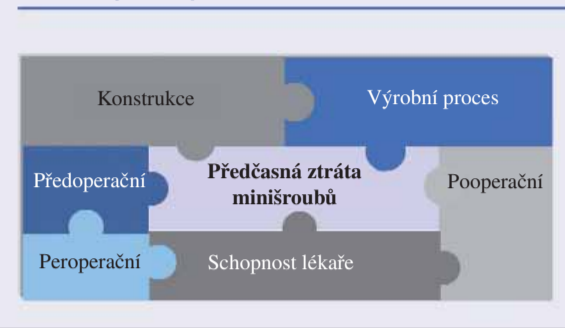 Konstrukce
Výrobní proces
Předoperační
Předčasná ztráta
minišroubů
Pooperační
Peroperační
Schopnost lékaře